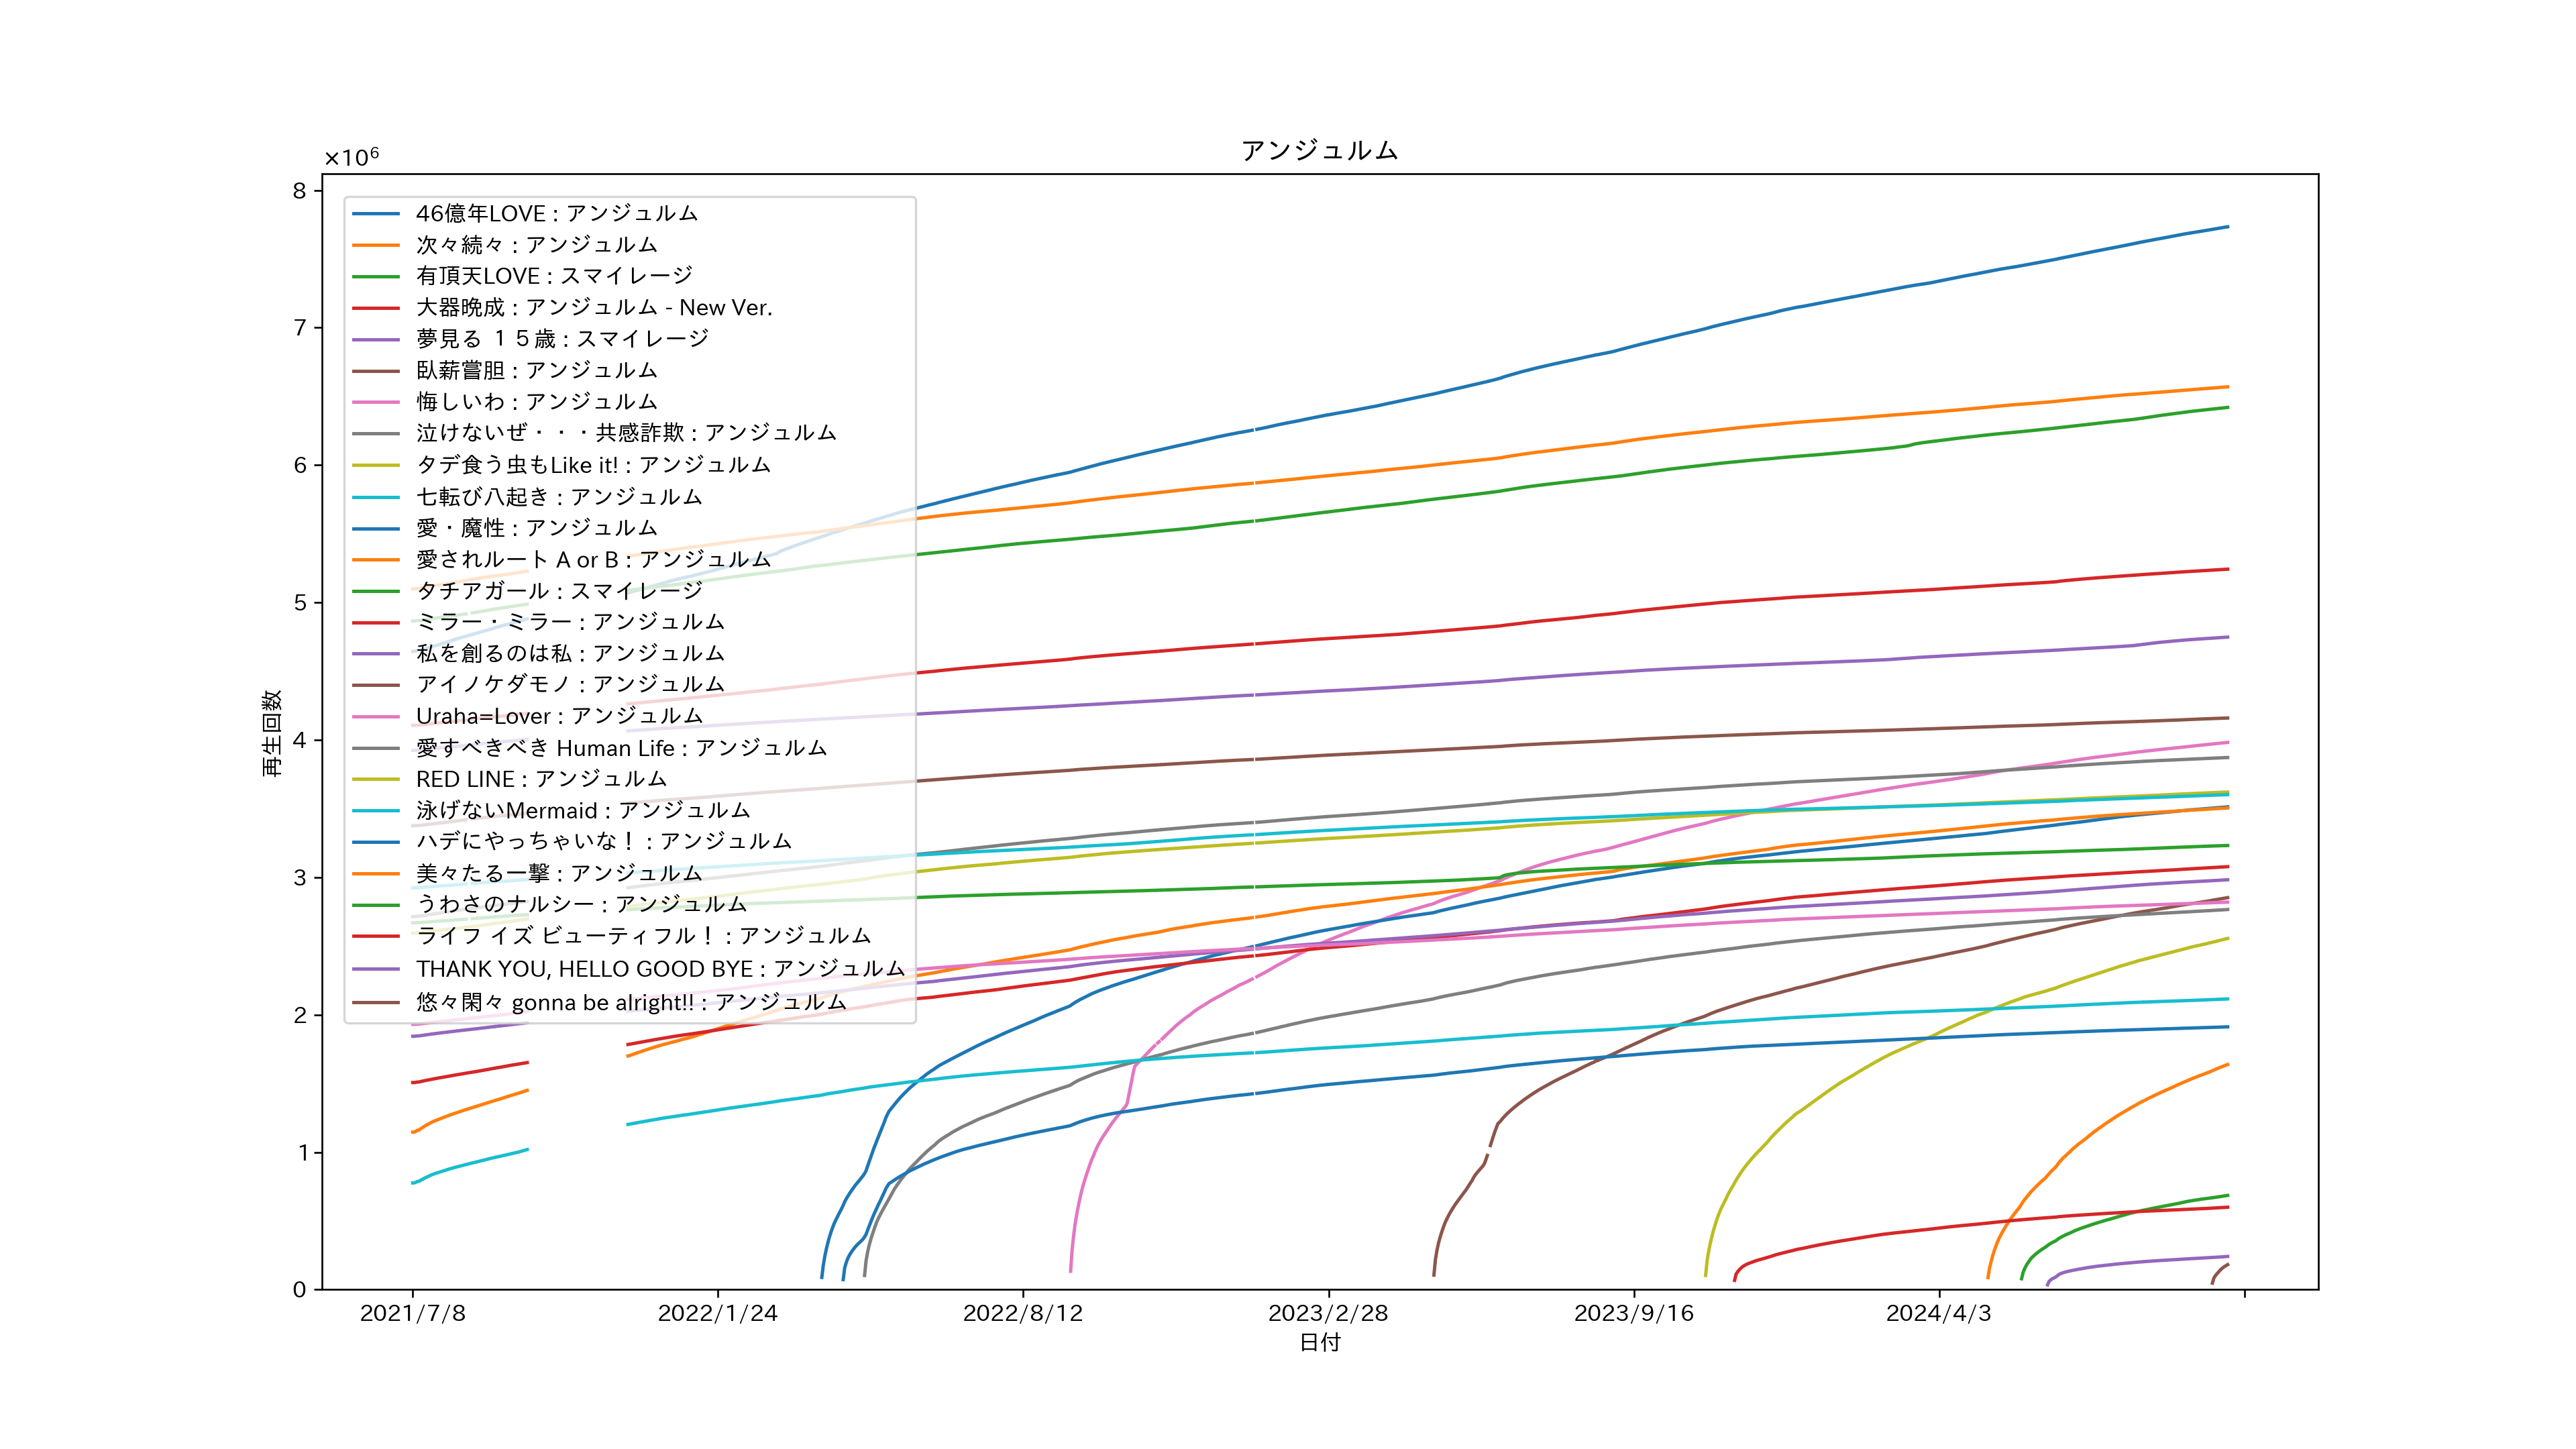 アンジュルム
×10⁶
8
7
6
5
4
3
2
1
0
再生回数
46億年LOVE : アンジュルム
次々続々 : アンジュルム
有頂天LOVE : スマイレージ
大器晩成 : アンジュルム - New Ver.
夢見る １５歳 : スマイレージ
臥薪嘗胆 : アンジュルム
悔しいわ : アンジュルム
泣けないぜ・・・共感詐欺 : アンジュルム
タデ食う虫もLike it! : アンジュルム
七転び八起き : アンジュルム
愛・魔性 : アンジュルム
愛されルート A or B : アンジュルム
タチアガール : スマイレージ
ミラー・ミラー : アンジュルム
私を創るのは私 : アンジュルム
アイノケダモノ : アンジュルム
Uraha=Lover : アンジュルム
愛すべきべき Human Life : アンジュルム
RED LINE : アンジュルム
泳げないMermaid : アンジュルム
ハデにやっちゃいな！ : アンジュルム
美々たる一撃 : アンジュルム
うわさのナルシー : アンジュルム
ライフ イズ ビューティフル！ : アンジュルム
THANK YOU, HELLO GOOD BYE : アンジュルム
悠々閑々 gonna be alright!! : アンジュルム
2021/7/8 2022/1/24 2022/8/12 2023/2/28 2023/9/16 2024/4/3
日付